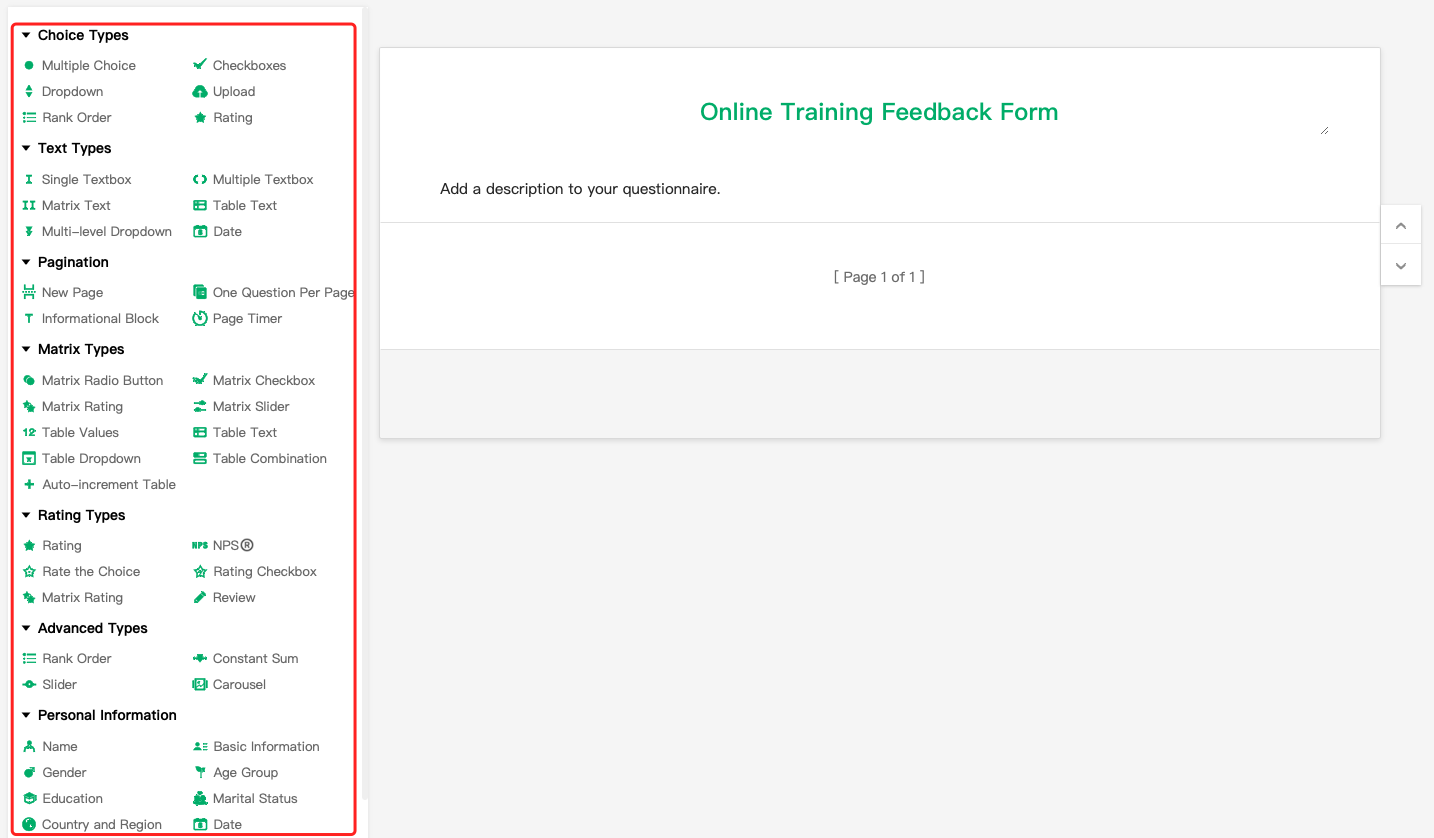 Choice Types
Multiple Choice
Checkboxes
Dropdown
Upload
Rank Order
Rating
Text Types
Single Textbox
Multiple Textbox
Matrix Text
Table Text
Multi-level Dropdown
Date
Pagination
New Page
One Question Per Page
Informational Block
Page Timer
Matrix Types
Matrix Radio Button
Matrix Checkbox
Matrix Rating
Matrix Slider
12 Table Values
Table Text
Table Dropdown
Table Combination
Auto-increment Table
Rating Types
Rating
NPS NPS®
Rate the Choice
Rating Checkbox
Matrix Rating
Review
Advanced Types
Rank Order
Constant Sum
Slider
Carousel
Personal Information
Name
Basic Information
Gender
Age Group
Education
Marital Status
Country and Region
Date
Online Training Feedback Form
Add a description to your questionnaire.
[ Page 1 of 1 ]